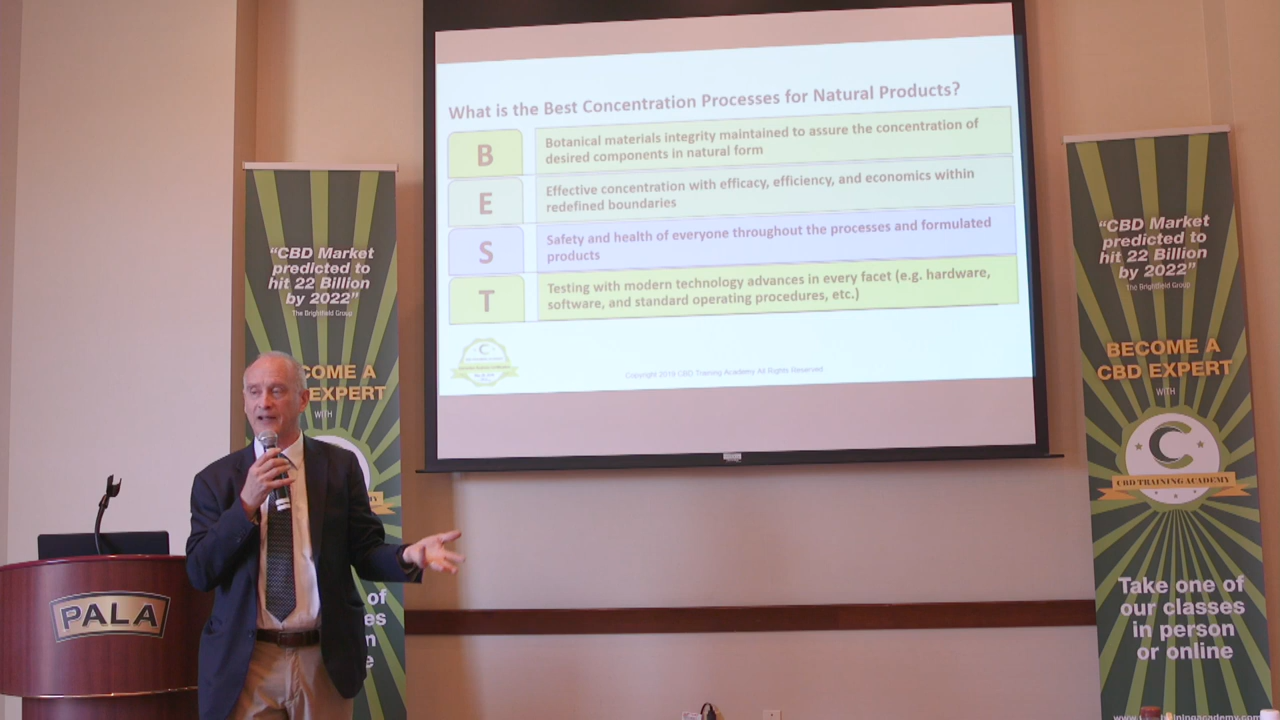 What is the Best Concentration Processes for Natural Products?
B
Botanical materials integrity maintained to assure the concentration of
desired components in natural form
E
Effective concentration with efficacy, efficiency, and economics within
redefined boundaries
S
Safety and health of everyone throughout the processes and formulated
products
T
Testing with modern technology advances in every facet (e.g. hardware,
software, and standard operating procedures, etc.)
Copyright 2019 CBD Training Academy All Rights Reserved
“CBD Market
predicted to
hit 22 Billion
by 2022”
The Brightfield Group
COME A
EXPERT
WITH
of
es
n
e
PALA
“CBD Market
predicted to
hit 22 Billion
by 2022”
The Brightfield Group
BECOME A
CBD EXPERT
WITH
C
CBD TRAINING ACADEMY
Take one of
our classes
in person
or online